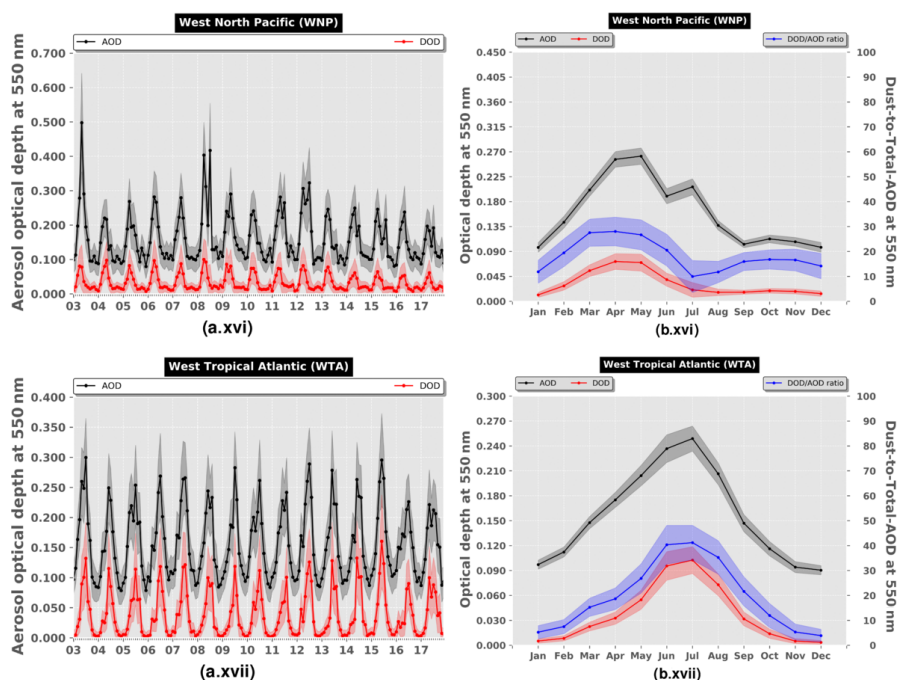 West North Pacific (WNP)
AOD DOD
Aerosol optical depth at 550 nm
0.700
0.500
0.300
0.200
0.100
0.000
03 04 05 06 07 08 09 10 11 12 13 14 15 16 17
(a.xvi)
West North Pacific (WNP)
AOD DOD DOD/AOD ratio
Optical depth at 550 nm
0.450
0.405
0.360
0.315
0.270
0.225
0.180
0.135
0.090
0.045
0.000
Jan Feb Mar Apr May Jun Jul Aug Sep Oct Nov Dec
100
90
80
70
60
50
40
30
20
10
0
Dust-to-Total-AOD at 550 nm
(b.xvi)
West Tropical Atlantic (WTA)
AOD DOD
Aerosol optical depth at 550 nm
0.400
0.300
0.250
0.200
0.150
0.100
0.050
0.000
03 04 05 06 07 08 09 10 11 12 13 14 15 16 17
(a.xvii)
West Tropical Atlantic (WTA)
AOD DOD DOD/AOD ratio
Optical depth at 550 nm
0.300
0.270
0.240
0.210
0.180
0.150
0.120
0.090
0.060
0.030
0.000
Jan Feb Mar Apr May Jun Jul Aug Sep Oct Nov Dec
100
90
80
70
60
50
40
30
20
10
0
Dust-to-Total-AOD at 550 nm
(b.xvii)